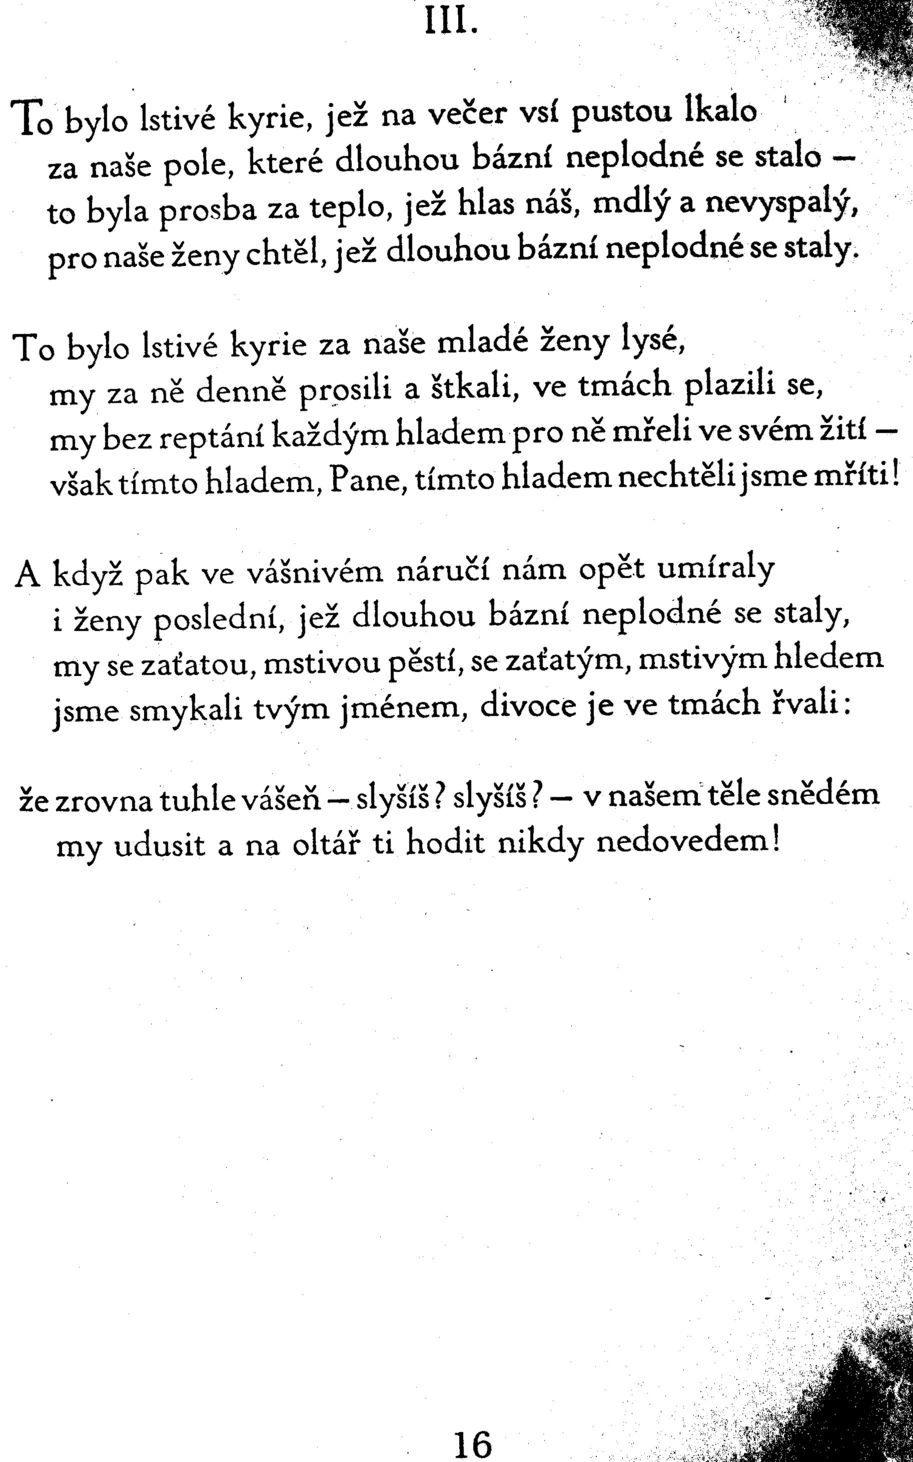 III.
To bylo lstivé kyrie, jež na večer vsí pustou lkalo
za naše pole, které dlouhou bázní neplodné se stalo —
to byla prosba za teplo, jež hlas náš, mdlý a nevyspalý,
pro naše ženy chtěl, jež dlouhou bázní neplodné se staly.
To bylo lstivé kyrie za naše mladé ženy lysé,
my za ně denně prosili a štkali, ve tmách plazili se,
my bez reptání každým hladem pro ně mřeli ve svém žití —
však tímto hladem, Pane, tímto hladem nechtěli jsme mříti!
A když pak ve vášnivém náručí nám opět umíraly
i ženy poslední, jež dlouhou bázní neplodné se staly,
my se zaťatou, mstivou pěstí, se zaťatým, mstivým hledem
jsme smykali tvým jménem, divoce je ve tmách řvali:
že zrovna tuhle vášeň — slyšíš? slyšíš? — v našem těle snědém
my udusit a na oltář ti hodit nikdy nedovedem!
16